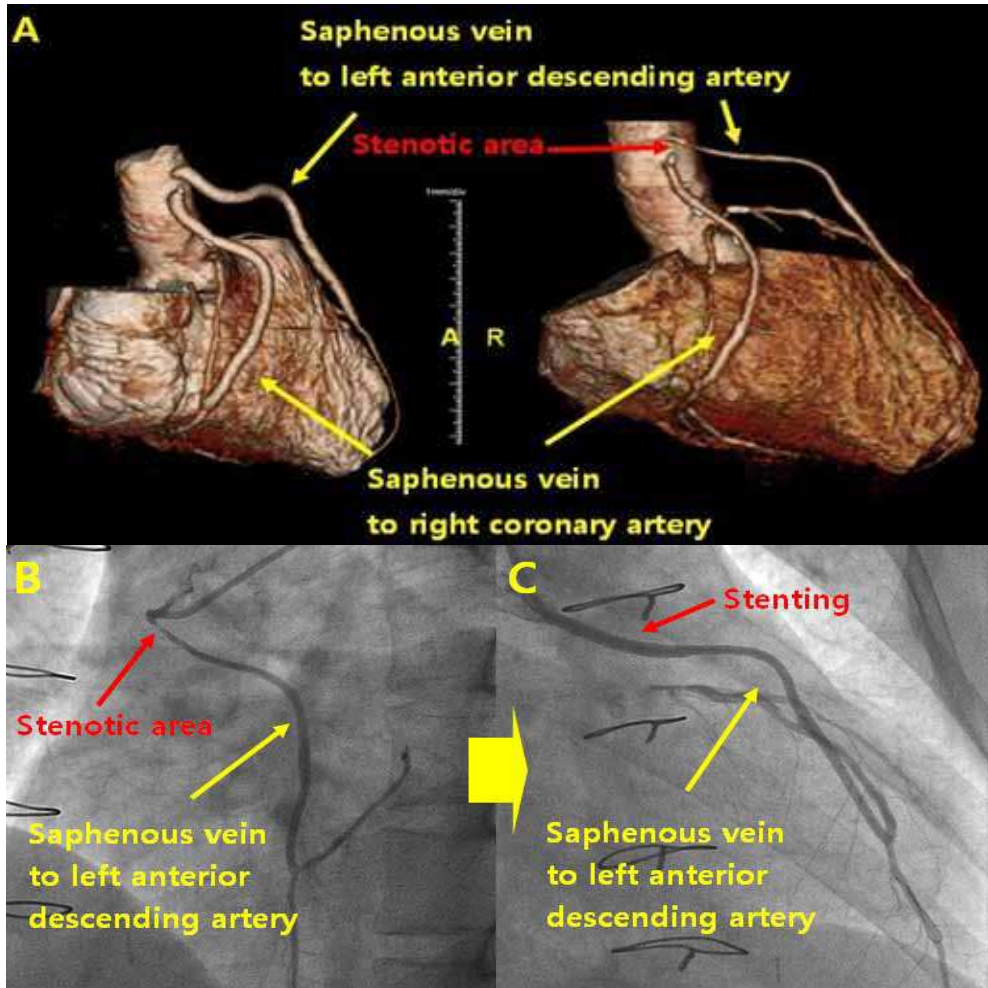 A
Saphenous vein
to left anterior descending artery
Stenotic area
A R
Saphenous vein
to right coronary artery
B
C
Stenting
Stenotic area
Saphenous vein
to left anterior
descending artery
Saphenous vein
to left anterior
descending artery